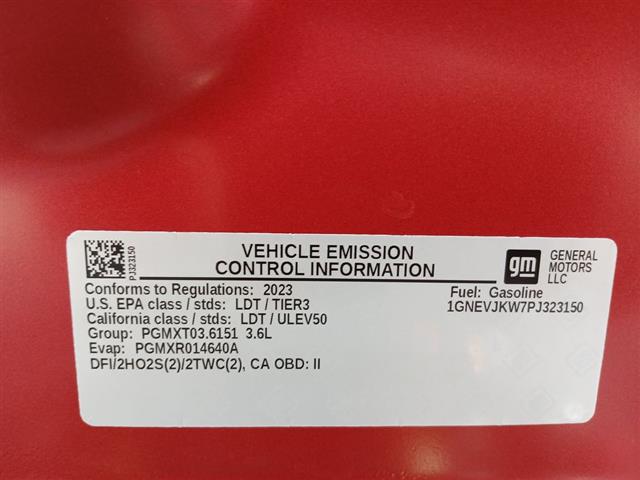 PJ323150
VEHICLE EMISSION
CONTROL INFORMATION
gm
GENERAL
MOTORS
LLC
Conforms to Regulations: 2023
Fuel: Gasoline
U.S. EPA class / stds: LDT / TIER3
1GNEVJKW7PJ323150
California class / stds: LDT / ULEV50
Group: PGMXT03.6151 3.6L
Evap: PGMXR014640A
DFI/2HO2S(2)/2TWC(2), CA OBD: II